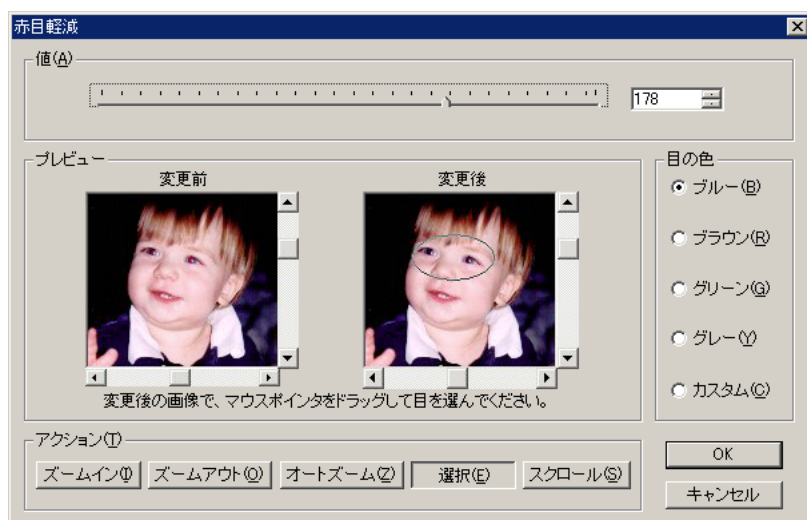 赤目軽減
値(A)
178
プレビュー
変更前
変更後
変更後の画像で、マウスポインタをドラッグして目を選んでください。
目の色
ブルー(B)
ブラウン(R)
グリーン(G)
グレー(Y)
カスタム(C)
アクション(T)
ズームイン(I)
ズームアウト(O)
オートズーム(Z)
選択(E)
スクロール(S)
OK
キャンセル